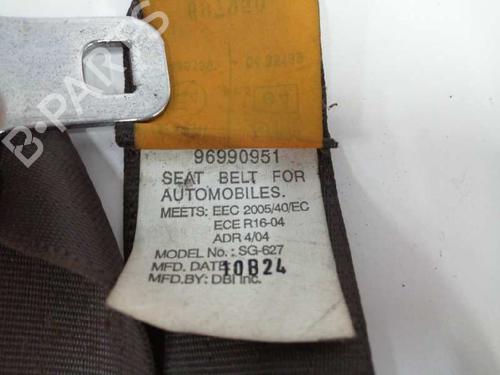 B-PARTS
96990951
SEAT BELT FOR
AUTOMOBILES.
MEETS: EEC 2005/40/EC
ECE R16-04
ADR 4/04
MODEL No.: SG-627
MFD. DATE: 10B24
MFD.BY: DBI Inc.